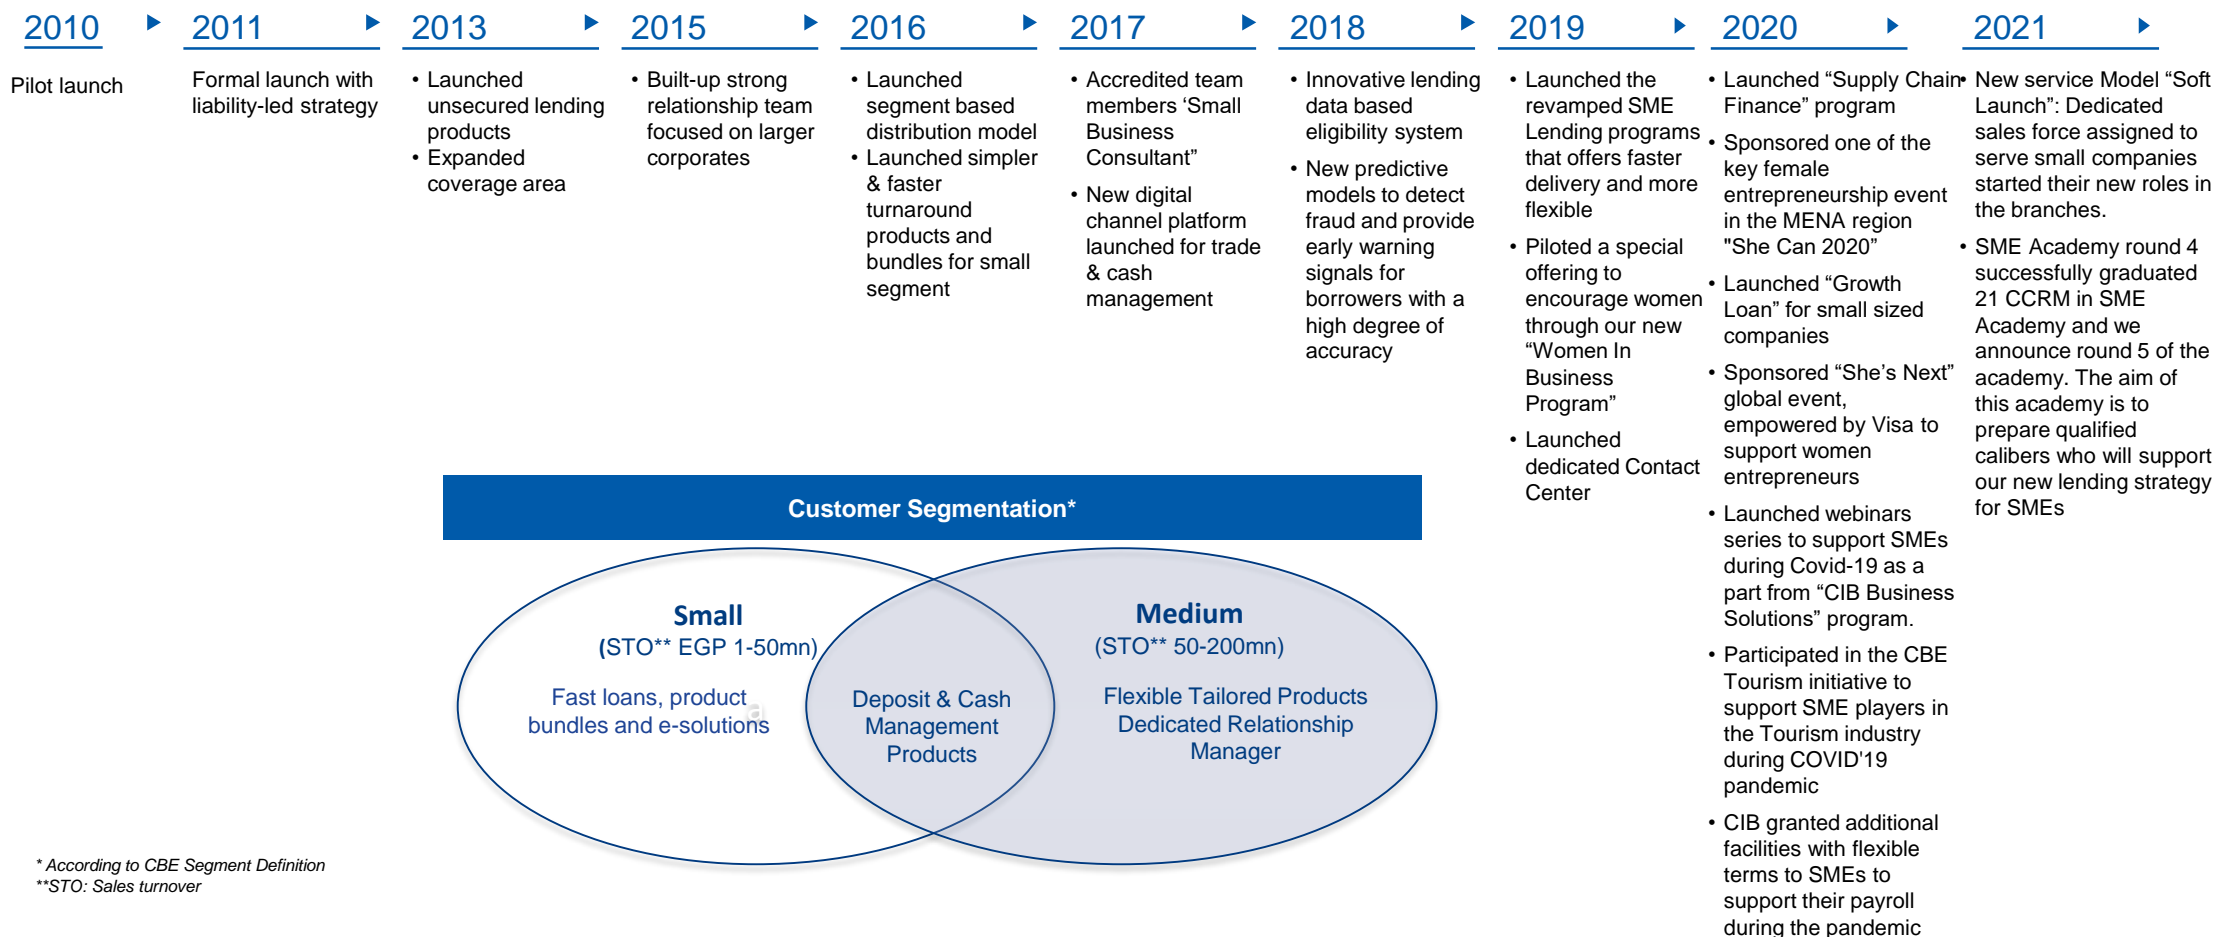 2010
Pilot launch
2011
Formal launch with
liability-led strategy
2013
• Launched
unsecured lending
products
• Expanded
coverage area
2015
• Built-up strong
relationship team
focused on larger
corporates
2016
• Launched
segment based
distribution model
• Launched simpler
& faster
turnaround
products and
bundles for small
segment
2017
• Accredited team
members ‘Small
Business
Consultant”
• New digital
channel platform
launched for trade
& cash
management
2018
• Innovative lending
data based
eligibility system
• New predictive
models to detect
fraud and provide
early warning
signals for
borrowers with a
high degree of
accuracy
2019
• Launched the
revamped SME
Lending programs
that offers faster
delivery and more
flexible
• Piloted a special
offering to
encourage women
through our new
“Women In
Business
Program”
• Launched
dedicated Contact
Center
2020
• Launched “Supply Chain
Finance” program
• Sponsored one of the
key female
entrepreneurship event
in the MENA region
"She Can 2020”
• Launched “Growth
Loan” for small sized
companies
• Sponsored “She’s Next”
global event,
empowered by Visa to
support women
entrepreneurs
• Launched webinars
series to support SMEs
during Covid-19 as a
part from “CIB Business
Solutions” program.
• Participated in the CBE
Tourism initiative to
support SME players in
the Tourism industry
during COVID'19
pandemic
• CIB granted additional
facilities with flexible
terms to SMEs to
support their payroll
during the pandemic
2021
• New service Model “Soft
Launch”: Dedicated
sales force assigned to
serve small companies
started their new roles in
the branches.
• SME Academy round 4
successfully graduated
21 CCRM in SME
Academy and we
announce round 5 of the
academy. The aim of
this academy is to
prepare qualified
calibers who will support
our new lending strategy
for SMEs
Customer Segmentation*
Small
(STO** EGP 1-50mn)
Fast loans, product
bundles and e-solutions
a
Deposit & Cash
Management
Products
Medium
(STO** 50-200mn)
Flexible Tailored Products
Dedicated Relationship
Manager
* According to CBE Segment Definition
**STO: Sales turnover